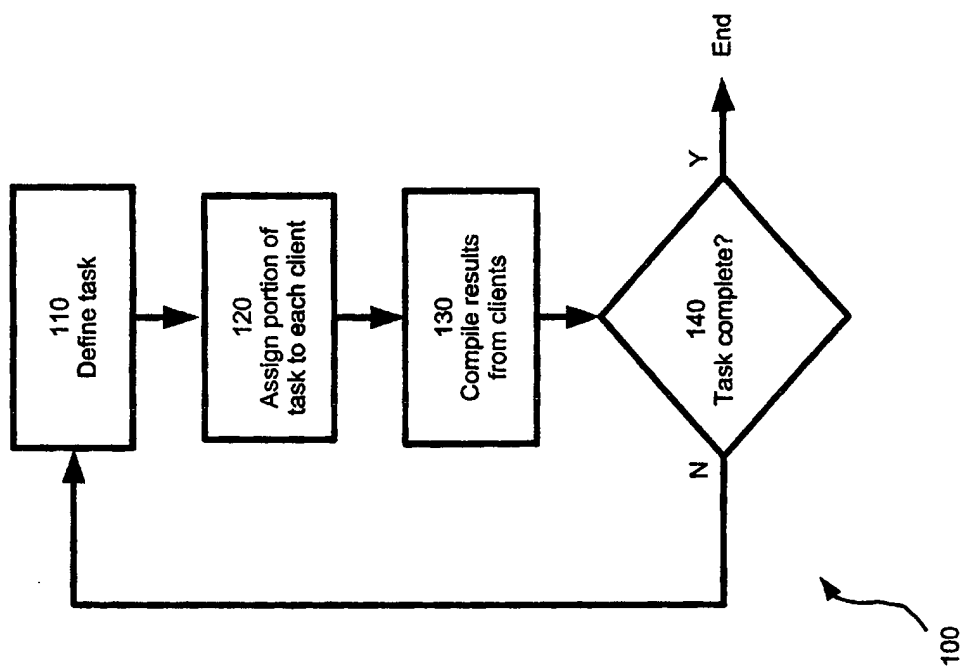 110
Define task
120
Assign portion of
task to each client
130
Compile results
from clients
140
Task complete?
N
Y
End
100